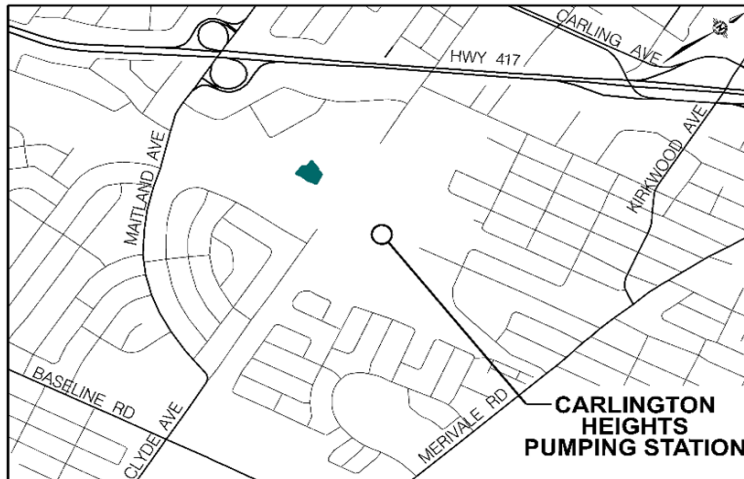 CARLING AVE
HWY 417
MAITLAND AVE
KIRKWOOD AVE
BASELINE RD
CLYDE AVE
MERIVALE RD
CARLINGTON
HEIGHTS
PUMPING STATION